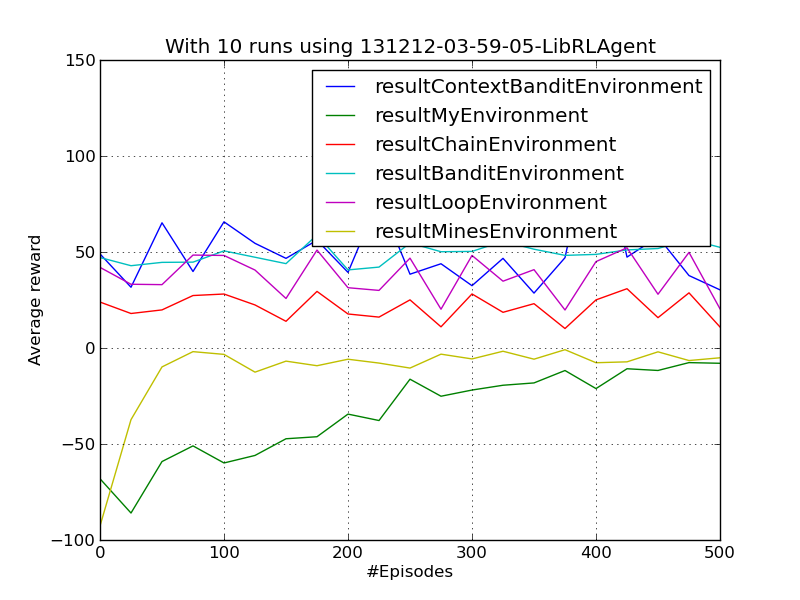 With 10 runs using 131212-03-59-05-LibRLAgent
150
100
50
0
−50
−100
Average reward
resultContextBanditEnvironment
resultMyEnvironment
resultChainEnvironment
resultBanditEnvironment
resultLoopEnvironment
resultMinesEnvironment
0 100 200 300 400 500
#Episodes